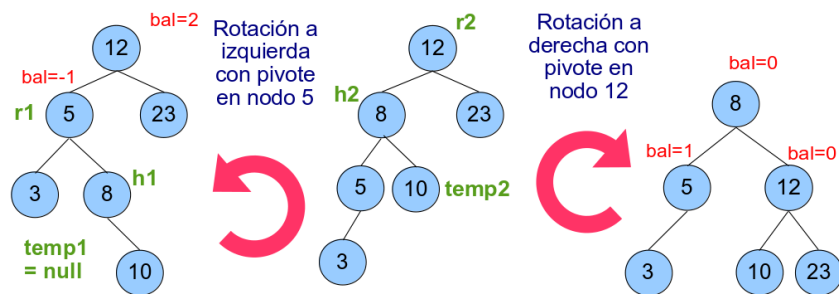 bal=2
12
bal=-1
r1
5
23
3
8
h1
temp1
= null
10
Rotación a
izquierda
con pivote
en nodo 5
r2
12
h2
8
23
5
10
temp2
3
Rotación a
derecha con
pivote en
nodo 12
bal=0
8
bal=1
bal=0
5
12
3
10
23